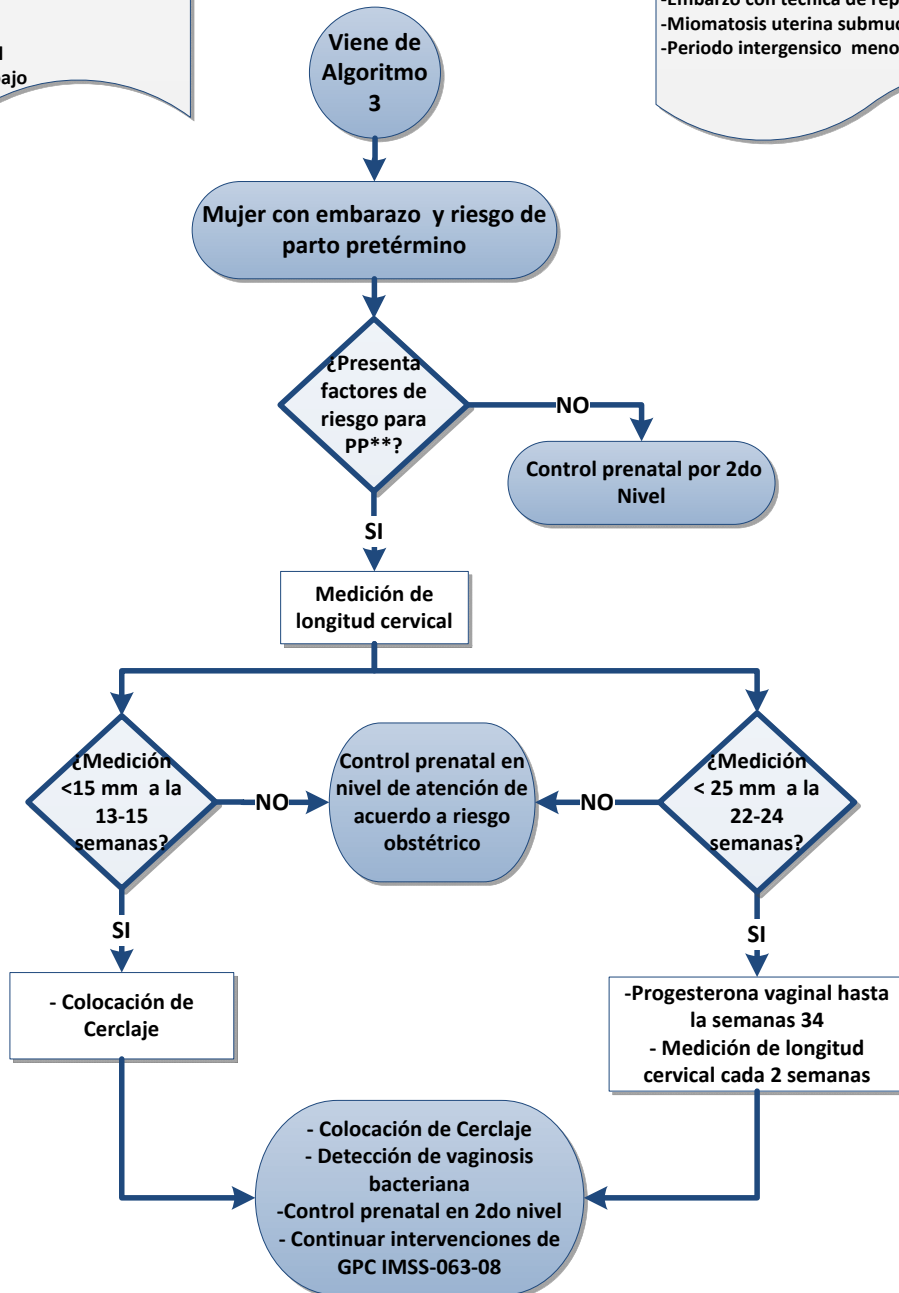 ajo
-Miomatosis uterina submuc
-Periodo intergensico meno
Viene de
Algoritmo
3
Mujer con embarazo y riesgo de
parto pretérmino
¿Presenta
factores de
riesgo para
PP**?
NO
Control prenatal por 2do
Nivel
SI
Medición de
longitud cervical
¿Medición
<15 mm a la
13-15
semanas?
NO
Control prenatal en
nivel de atención de
acuerdo a riesgo
obstétrico
NO
¿Medición
< 25 mm a la
22-24
semanas?
SI
SI
- Colocación de
Cerclaje
-Progesterona vaginal hasta
la semanas 34
- Medición de longitud
cervical cada 2 semanas
- Colocación de Cerclaje
- Detección de vaginosis
bacteriana
-Control prenatal en 2do nivel
- Continuar intervenciones de
GPC IMSS-063-08